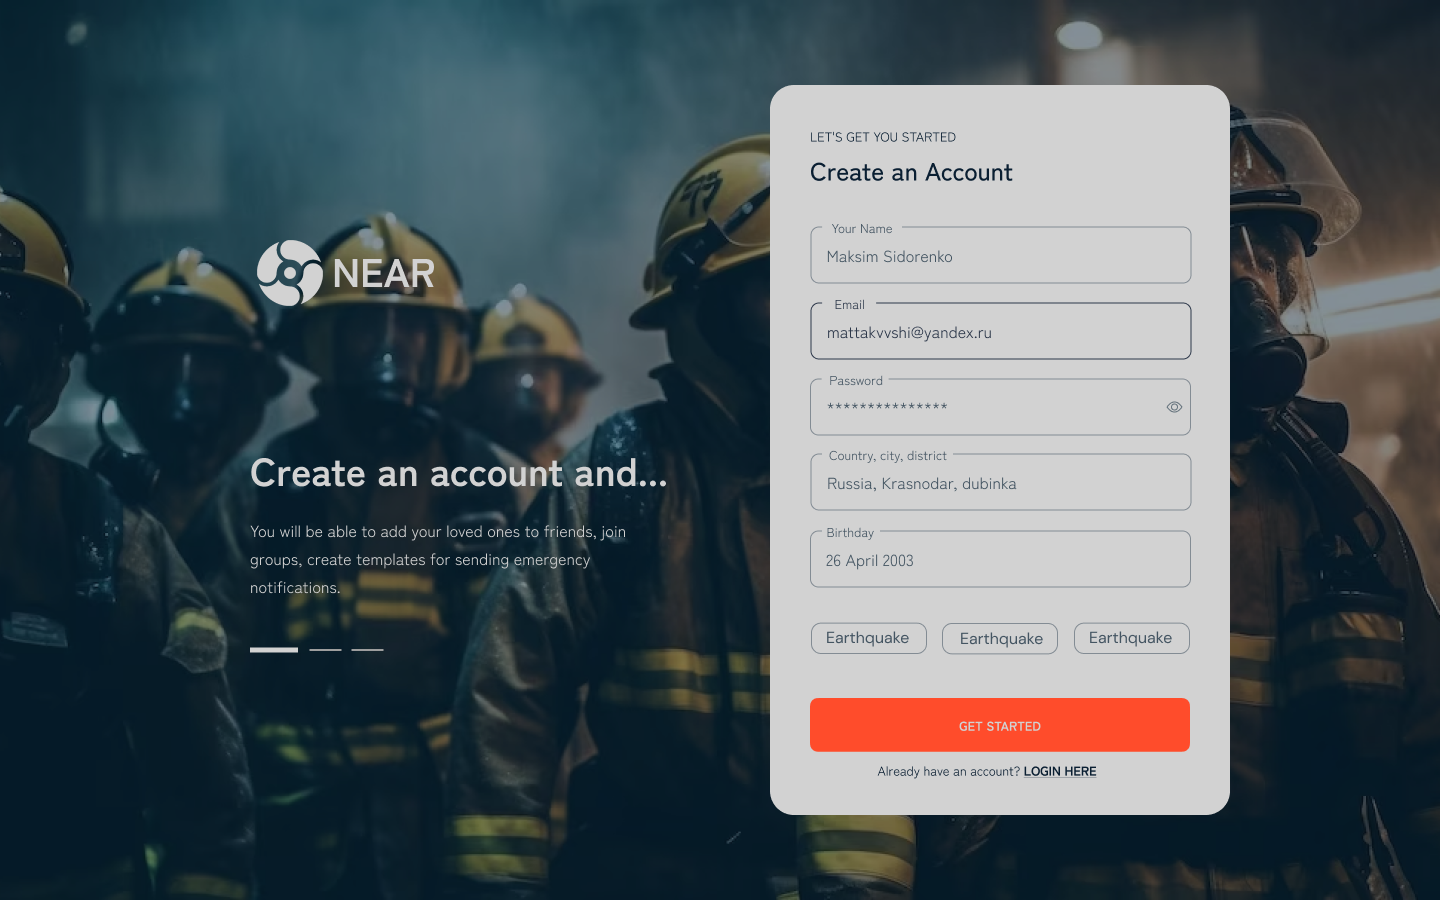 NEAR
Create an account and...
You will be able to add your loved ones to friends, join
groups, create templates for sending emergency
notifications.
LET'S GET YOU STARTED
Create an Account
Your Name
Maksim Sidorenko
Email
mattakvvshi@yandex.ru
Password
***************
Country, city, district
Russia, Krasnodar, dubinka
Birthday
26 April 2003
Earthquake Earthquake Earthquake
GET STARTED
Already have an account? LOGIN HERE